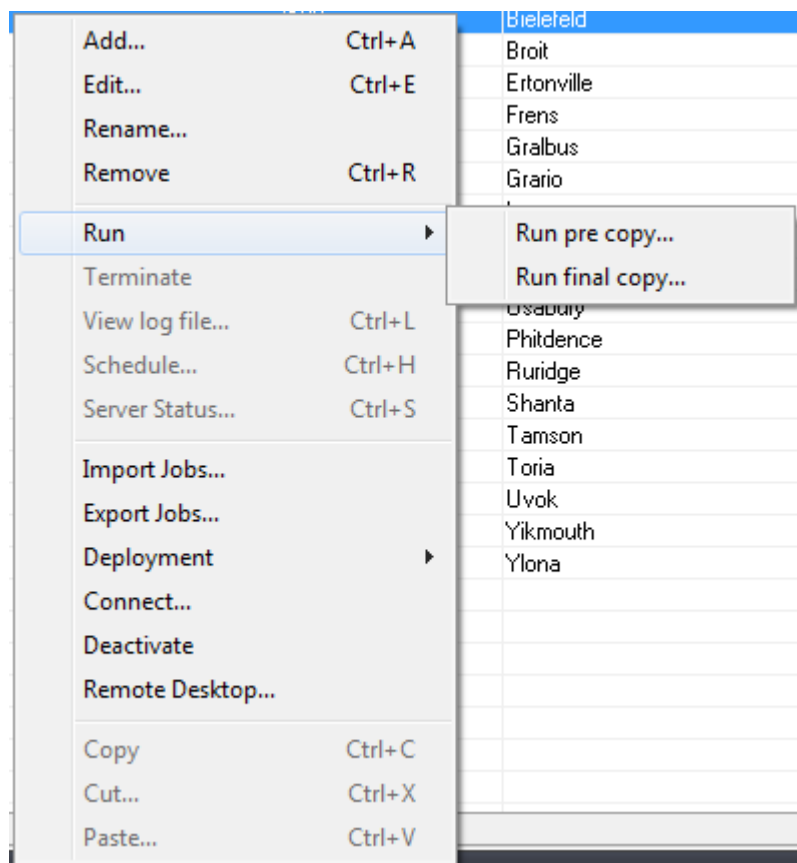 Add... Ctrl+A
Edit... Ctrl+E
Rename...
Remove Ctrl+R
Run
Terminate
View log file... Ctrl+L
Schedule... Ctrl+H
Server Status... Ctrl+S
Import Jobs...
Export Jobs...
Deployment
Connect...
Deactivate
Remote Desktop...
Copy Ctrl+C
Cut... Ctrl+X
Paste... Ctrl+V
Run pre copy...
Run final copy...
Bielefeld
Broit
Ertonville
Frens
Gralbus
Grario
Usabury
Phitdence
Ruridge
Shanta
Tamson
Toria
Uvok
Yikmouth
Ylona